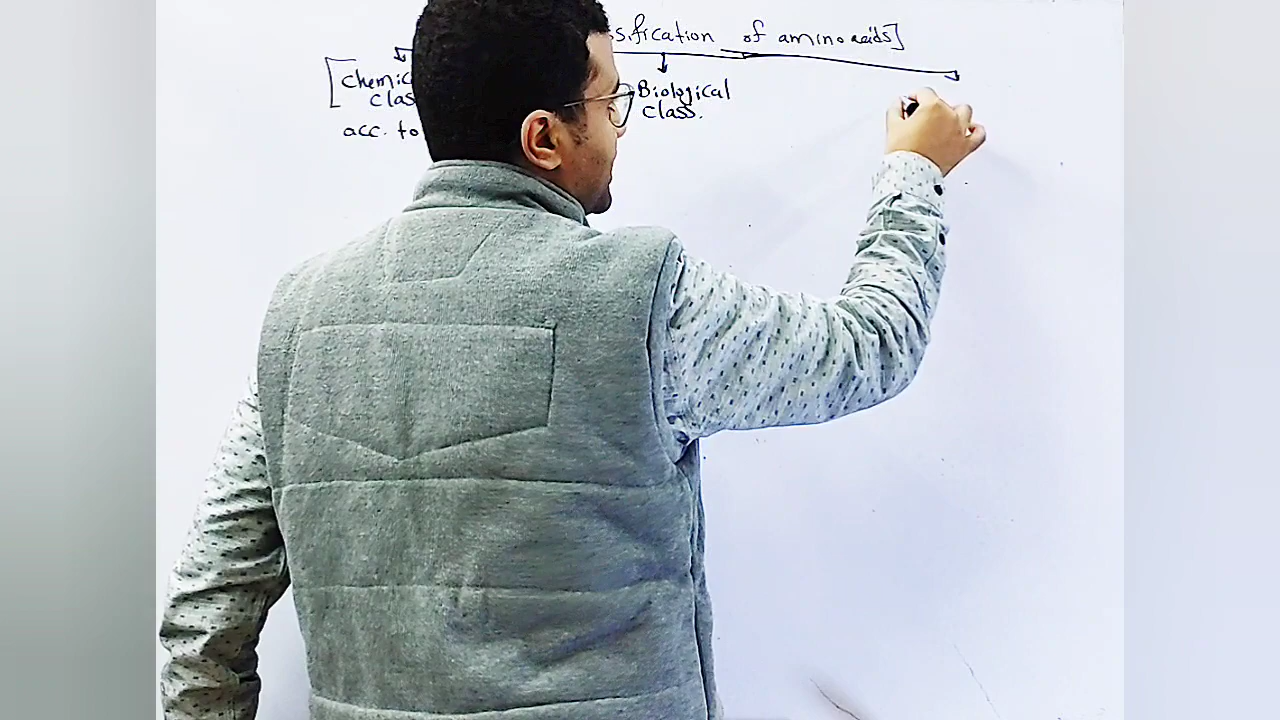 ssification of amino acids]
[Chemic
Biological
clas
class.
acc. to